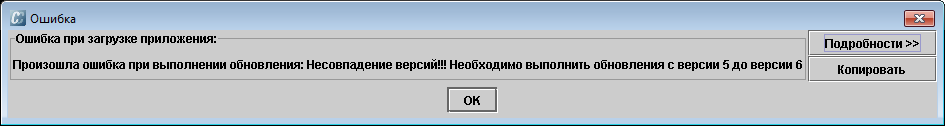 Ошибка
Ошибка при загрузке приложения:
Произошла ошибка при выполнении обновления: Несовпадение версий!!! Необходимо выполнить обновления с версии 5 до версии 6
Подробности >>
Копировать
OK